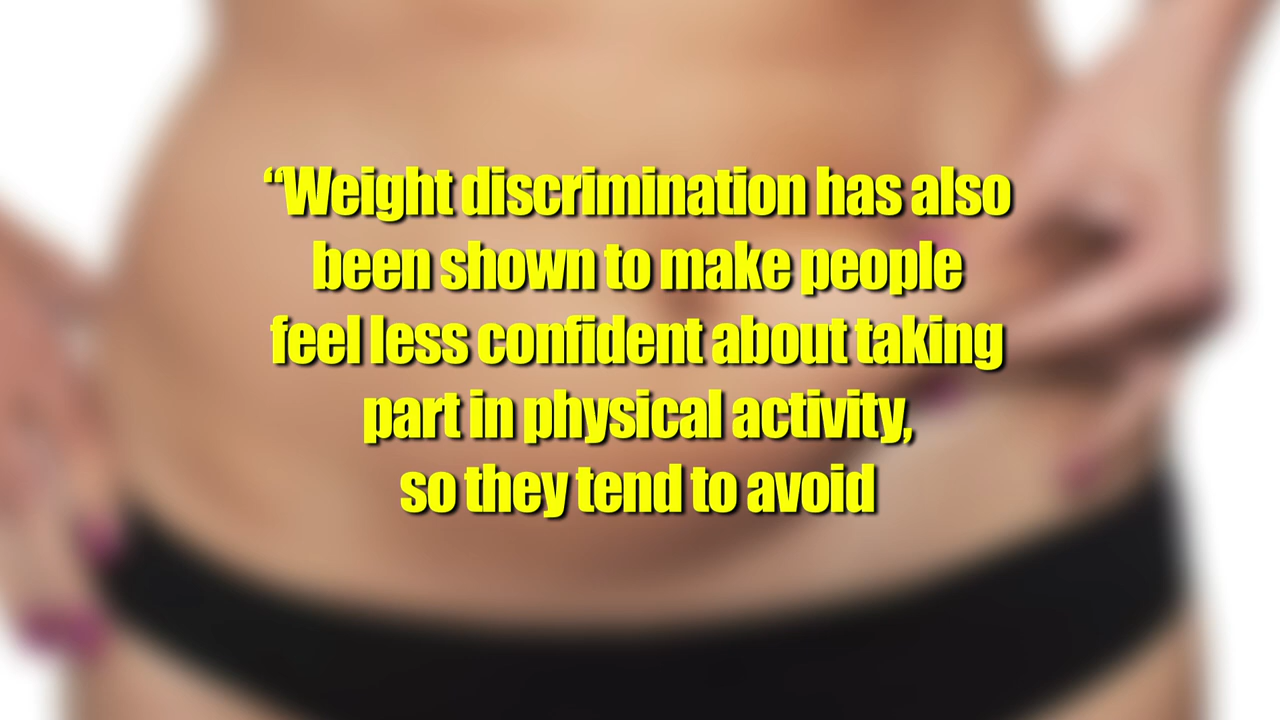 “Weight discrimination has also
been shown to make people
feel less confident about taking
part in physical activity,
so they tend to avoid